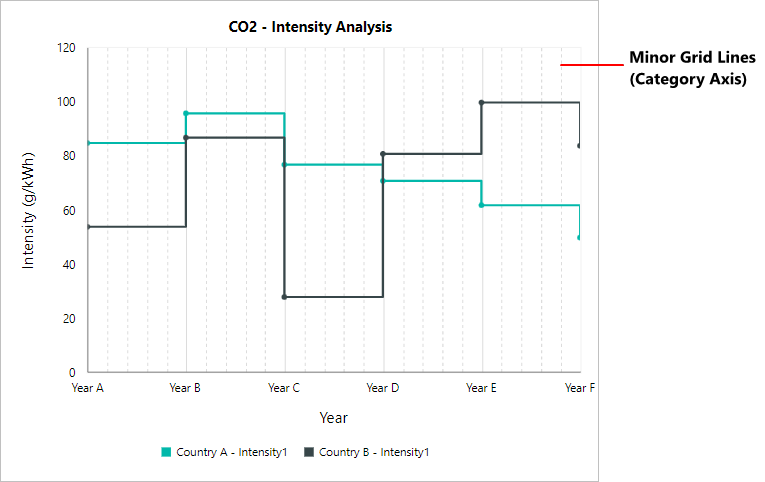 CO2 - Intensity Analysis
120
100
80
60
40
20
0
Intensity (g/kWh)
Year A Year B Year C Year D Year E Year F
Year
Country A - Intensity1 Country B - Intensity1
Minor Grid Lines
(Category Axis)